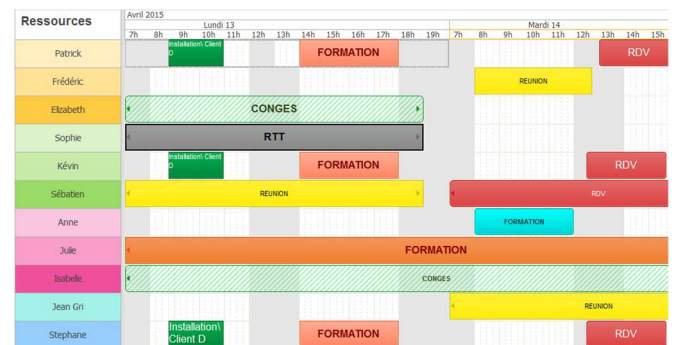 Ressources
Avril 2015
Lundi 13
Mardi 14
7h 8h 9h 10h 11h 12h 13h 14h 15h 16h 17h 18h 19h 7h 8h 9h 10h 11h 12h 13h 14h 15h
Patrick
Installation\ Client
D
FORMATION
RDV
Frédéric
REUNION
Elizabeth
CONGES
Sophie
RTT
Kévin
Installation\ Client
D
FORMATION
RDV
Sébatien
REUNION
RDV
Anne
FORMATION
Julie
FORMATION
Isabelle
CONGES
Jean Gri
REUNION
Stephane
Installation\
Client D
FORMATION
RDV